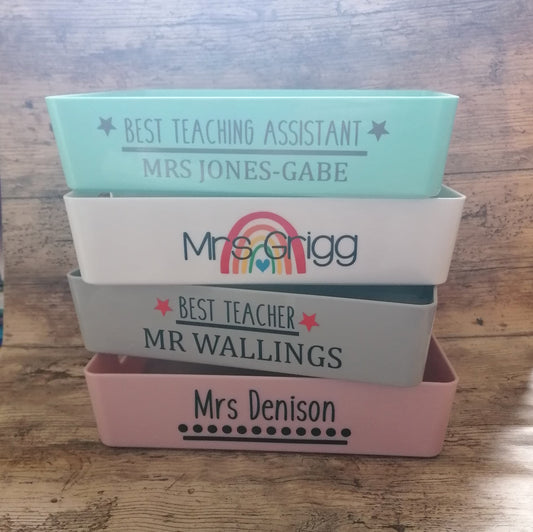 BEST TEACHING ASSISTANT
MRS JONES-GABE
Mrs Grigg
BEST TEACHER
MR WALLINGS
Mrs Denison